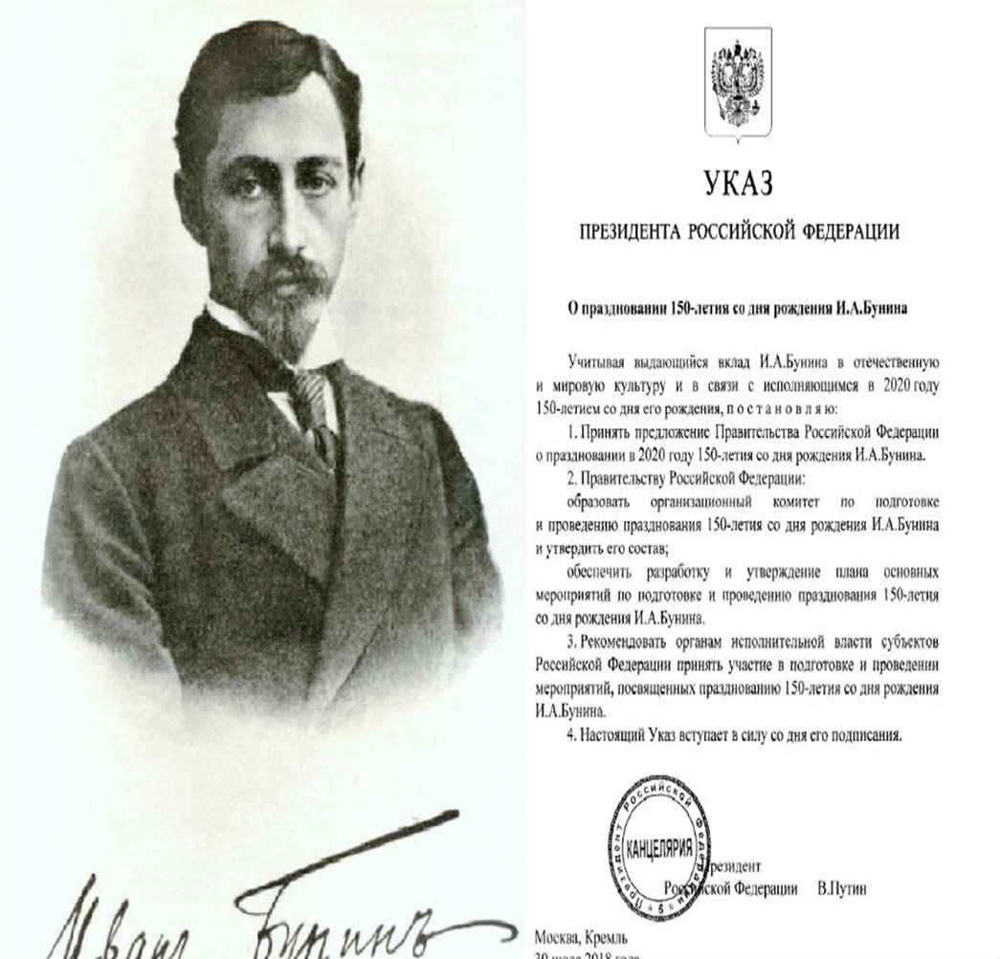 Иван Бунинъ
УКАЗ
ПРЕЗИДЕНТА РОССИЙСКОЙ ФЕДЕРАЦИИ
О праздновании 150-летия со дня рождения И.А.Бунина
Учитывая выдающийся вклад И.А.Бунина в отечественную
и мировую культуру и в связи с исполняющимся в 2020 году
150-летием со дня его рождения, п о с т а н о в л я ю:
1. Принять предложение Правительства Российской Федерации
о праздновании в 2020 году 150-летия со дня рождения И.А.Бунина.
2. Правительству Российской Федерации:
образовать организационный комитет по подготовке
и проведению празднования 150-летия со дня рождения И.А.Бунина
и утвердить его состав;
обеспечить разработку и утверждение плана основных
мероприятий по подготовке и проведению празднования 150-летия
со дня рождения И.А.Бунина.
3. Рекомендовать органам исполнительной власти субъектов
Российской Федерации принять участие в подготовке и проведении
мероприятий, посвященных празднованию 150-летия со дня рождения
И.А.Бунина.
4. Настоящий Указ вступает в силу со дня его подписания.
Президент Российской Федерации
КАНЦЕЛЯРИЯ
* 5 *
Президент
Российской Федерации В.Путин
Москва, Кремль
30 июля 2018 года